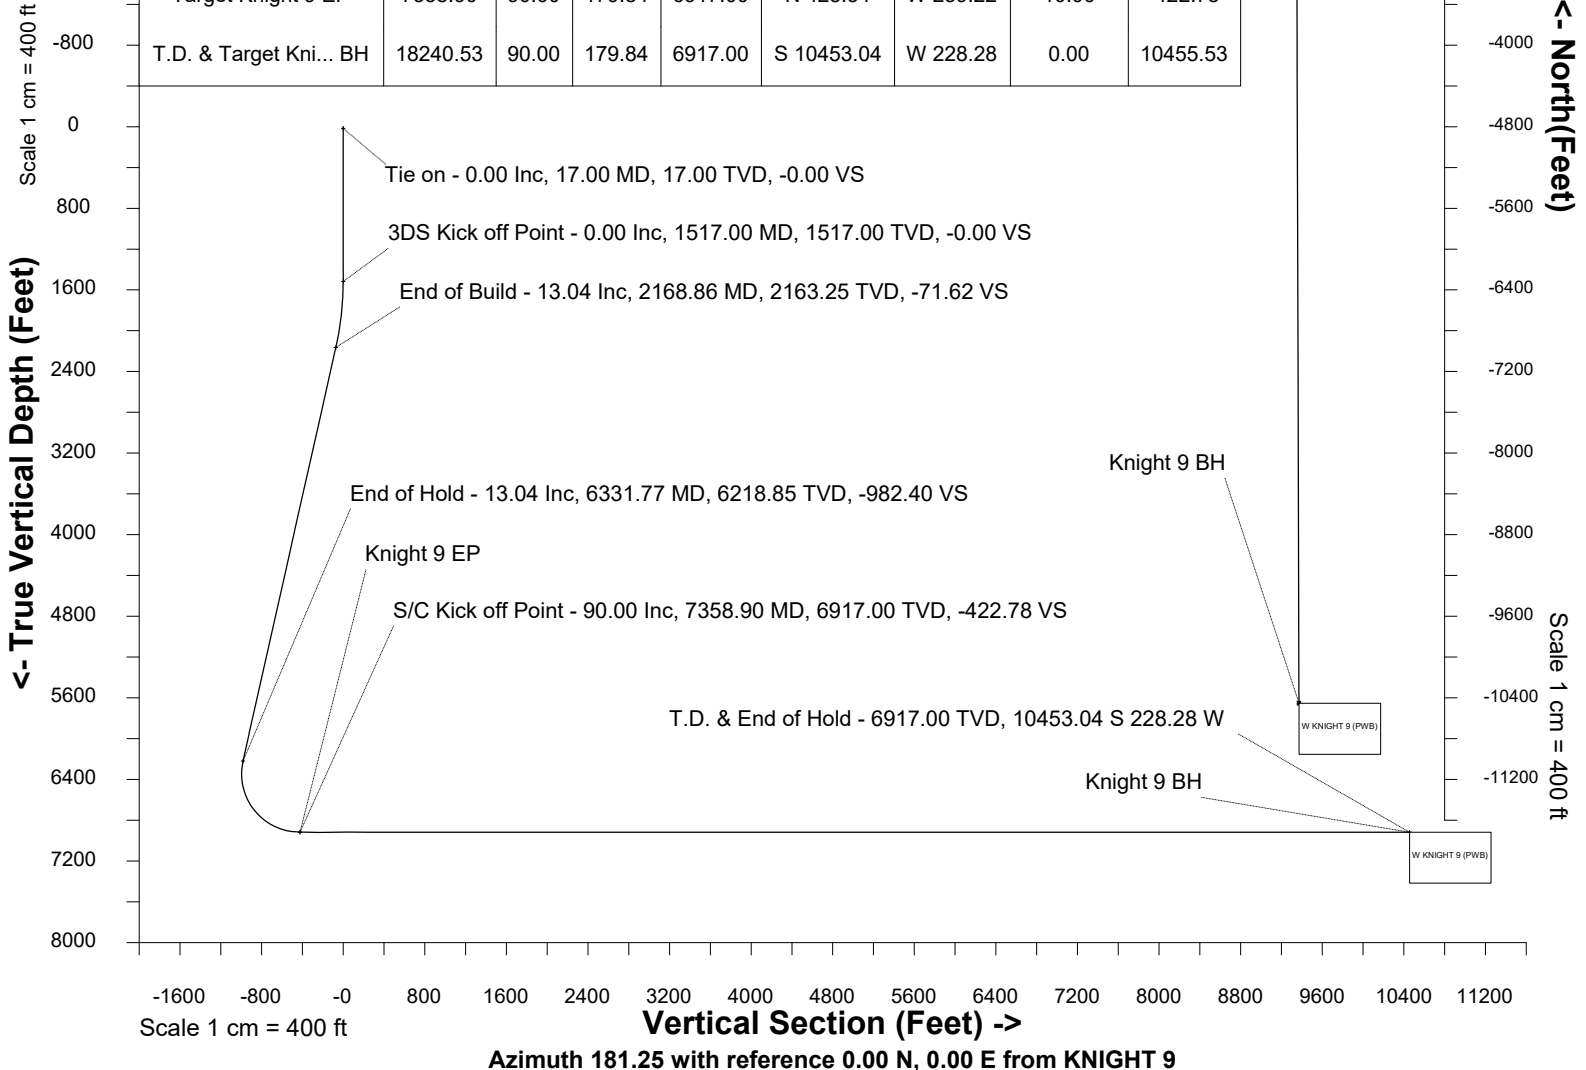 Scale 1 cm = 400 ft
-800
T.D. & Target Kni... BH 18240.53 90.00 179.84 6917.00 S 10453.04 W 228.28 0.00 10455.53
-4000
<- North(Feet)
0
-4800
Tie on - 0.00 Inc, 17.00 MD, 17.00 TVD, -0.00 VS
800
-5600
3DS Kick off Point - 0.00 Inc, 1517.00 MD, 1517.00 TVD, -0.00 VS
<- True Vertical Depth (Feet)
1600
End of Build - 13.04 Inc, 2168.86 MD, 2163.25 TVD, -71.62 VS
-6400
2400
-7200
3200
-8000
Knight 9 BH
End of Hold - 13.04 Inc, 6331.77 MD, 6218.85 TVD, -982.40 VS
4000
-8800
Knight 9 EP
4800
S/C Kick off Point - 90.00 Inc, 7358.90 MD, 6917.00 TVD, -422.78 VS
-9600
Scale 1 cm = 400 ft
5600
-10400
T.D. & End of Hold - 6917.00 TVD, 10453.04 S 228.28 W
W KNIGHT 9 (PWB)
6400
Knight 9 BH
-11200
7200
W KNIGHT 9 (PWB)
8000
-1600 -800 -0 800 1600 2400 3200 4000 4800 5600 6400 7200 8000 8800 9600 10400 11200
Scale 1 cm = 400 ft
Vertical Section (Feet) ->
Azimuth 181.25 with reference 0.00 N, 0.00 E from KNIGHT 9